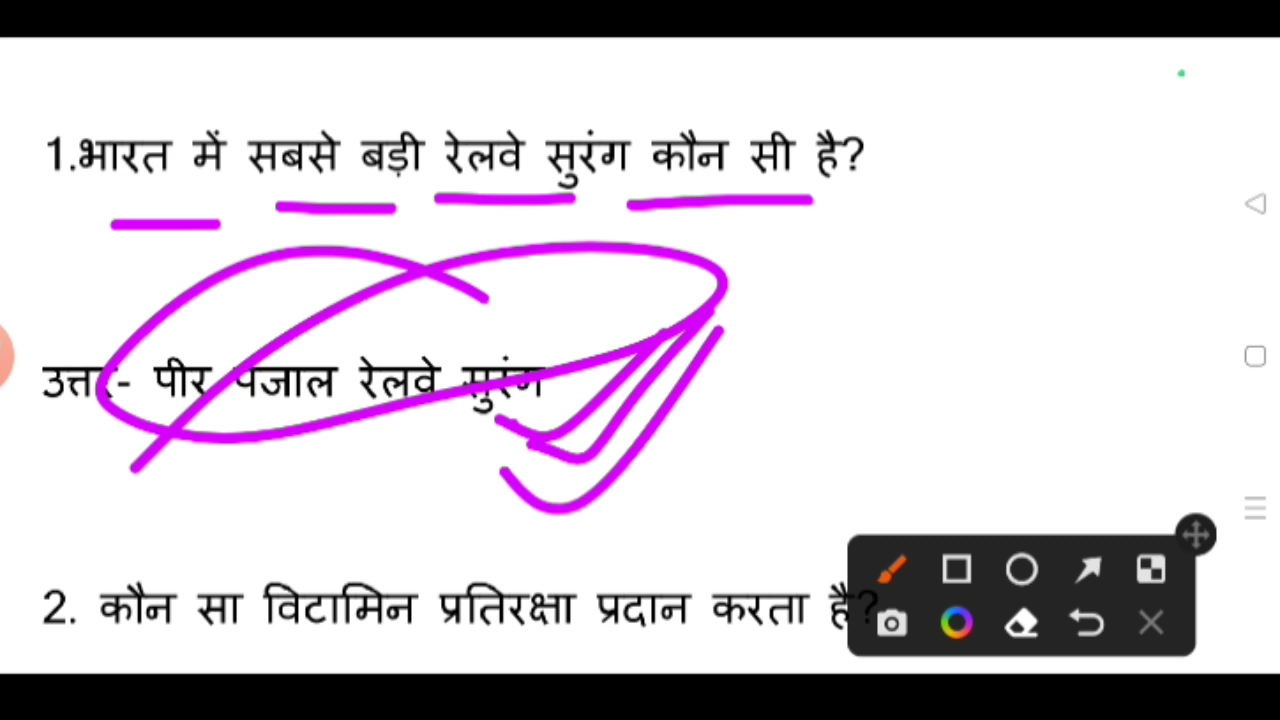 1.भारत में सबसे बड़ी रेलवे सुरंग कौन सी है?
उत्तर- पीर पंजाल रेलवे सुरंग
2. कौन सा विटामिन प्रतिरक्षा प्रदान करता है?